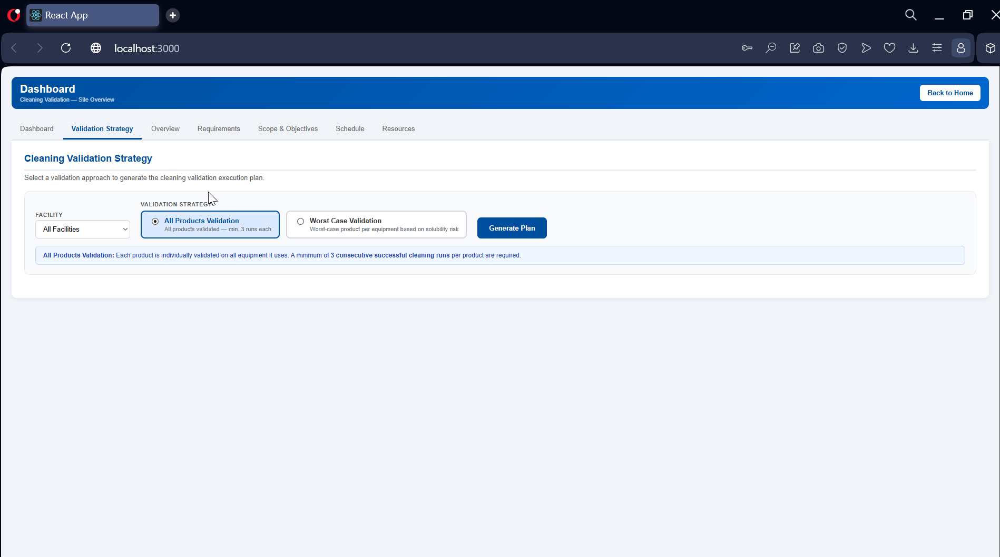 React App
localhost:3000
Dashboard
Cleaning Validation — Site Overview
Back to Home
Dashboard Validation Strategy Overview Requirements Scope & Objectives Schedule Resources
Cleaning Validation Strategy
Select a validation approach to generate the cleaning validation execution plan.
VALIDATION STRATEGY
FACILITY
All Facilities
All Products Validation
All products validated — min. 3 runs each
Worst Case Validation
Worst-case product per equipment based on solubility risk
Generate Plan
All Products Validation: Each product is individually validated on all equipment it uses. A minimum of 3 consecutive successful cleaning runs per product are required.